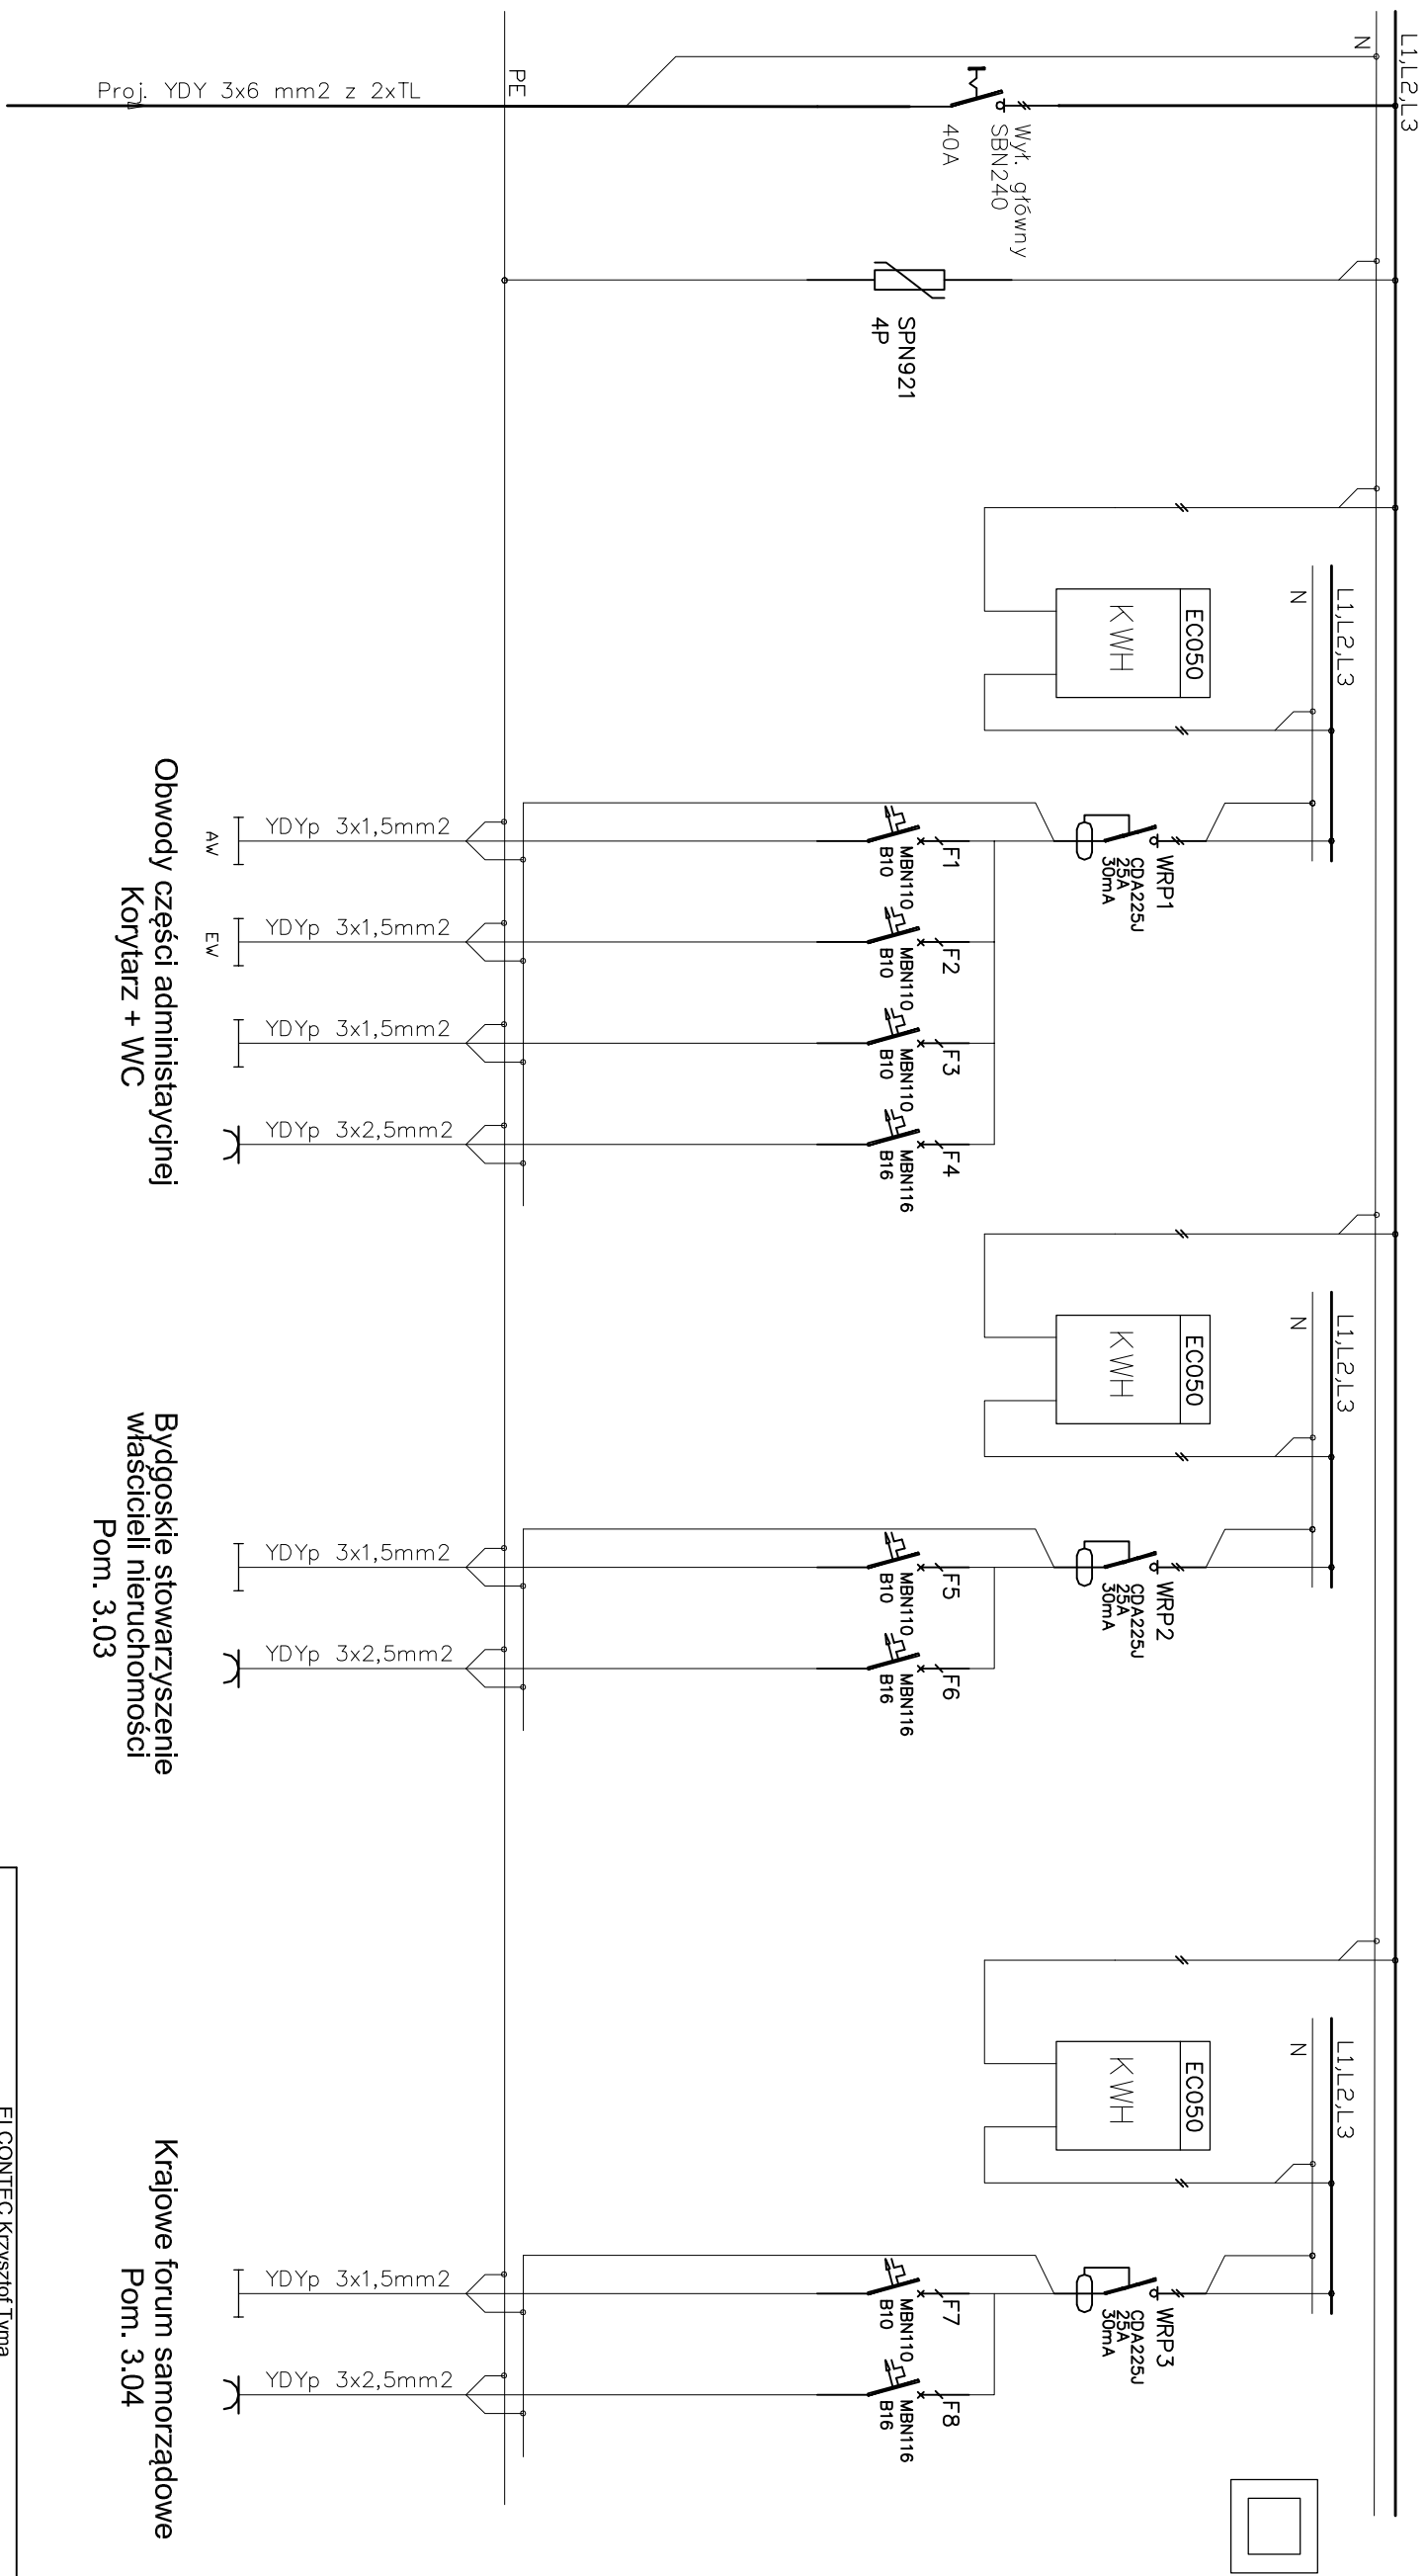 L1,L2,L3
N
PE
Proj. YDY 3x6 mm2 z 2xTL
Wył. główny
SBN240
40A
SPN921
4P
L1,L2,L3
N
EC050
KWH
WRP1
CDA225J
25A
30mA
F1
MBN110
B10
F2
MBN110
B10
F3
MBN110
B10
F4
MBN116
B16
YDYp 3x1,5mm2
YDYp 3x1,5mm2
YDYp 3x1,5mm2
YDYp 3x2,5mm2
AW
EW
Obwody części administaycjnej
Korytarz + WC
L1,L2,L3
N
EC050
KWH
WRP2
CDA225J
25A
30mA
F5
MBN110
B10
F6
MBN116
B16
YDYp 3x1,5mm2
YDYp 3x2,5mm2
Bydgoskie stowarzyszenie
właścicieli nieruchomości
Pom. 3.03
L1,L2,L3
N
EC050
KWH
WRP3
CDA225J
25A
30mA
F7
MBN110
B10
F8
MBN116
B16
YDYp 3x1,5mm2
YDYp 3x2,5mm2
Krajowe forum samorządowe
Pom. 3.04
ELCONTEC Krzysztof Tyma